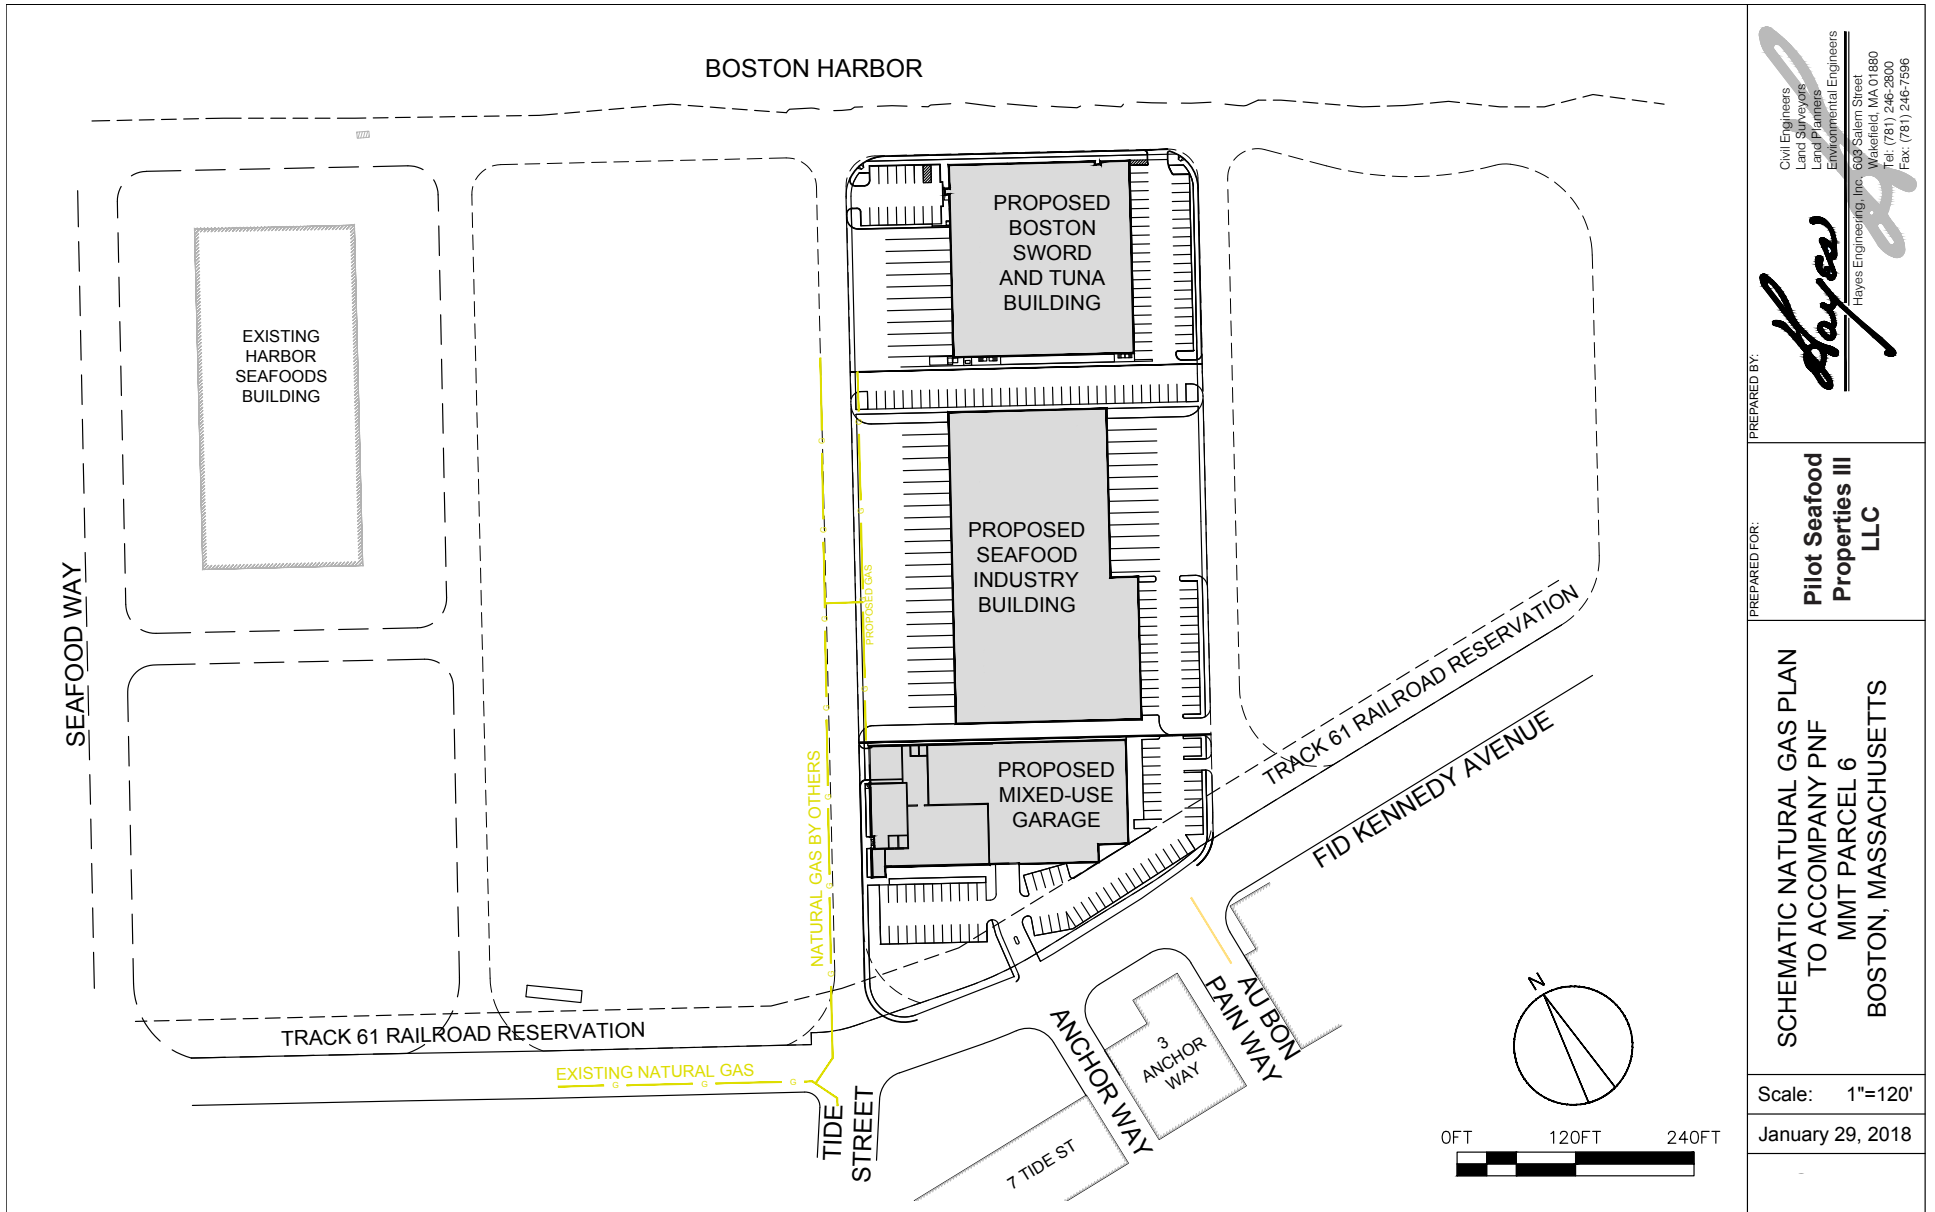 BOSTON HARBOR
PROPOSED
BOSTON
SWORD
AND TUNA
BUILDING
EXISTING
HARBOR
SEAFOODS
BUILDING
SEAFOOD WAY
PROPOSED
SEAFOOD
INDUSTRY
BUILDING
PROPOSED GAS
G
G
G
G
G
G
G
G
G
G
G
NATURAL GAS BY OTHERS
PROPOSED
MIXED-USE
GARAGE
TRACK 61 RAILROAD RESERVATION
FID KENNEDY AVENUE
TRACK 61 RAILROAD RESERVATION
EXISTING NATURAL GAS
G
G
G
TIDE
STREET
ANCHOR WAY
3
ANCHOR
WAY
AU BON
PAIN WAY
7 TIDE ST
N
0FT
120FT
240FT
PREPARED BY:
Hayes
Civil Engineers
Land Surveyors
Land Planners
Environmental Engineers
Hayes Engineering, Inc.
603 Salem Street
Wakefield, MA 01880
Tel: (781) 246-2800
Fax: (781) 246-7596
PREPARED FOR:
Pilot Seafood
Properties III
LLC
SCHEMATIC NATURAL GAS PLAN
TO ACCOMPANY PNF
MMT PARCEL 6
BOSTON, MASSACHUSETTS
Scale: 1"=120'
January 29, 2018